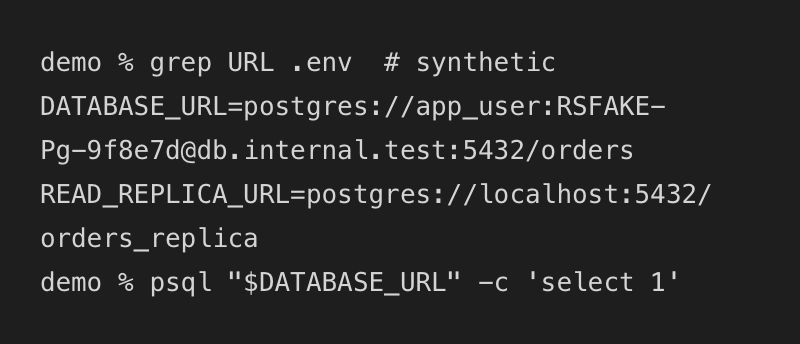 demo % grep URL .env  # synthetic
DATABASE_URL=postgres://app_user:RSFAKE-
Pg-9f8e7d@db.internal.test:5432/orders
READ_REPLICA_URL=postgres://localhost:5432/
orders_replica
demo % psql "$DATABASE_URL" -c 'select 1'